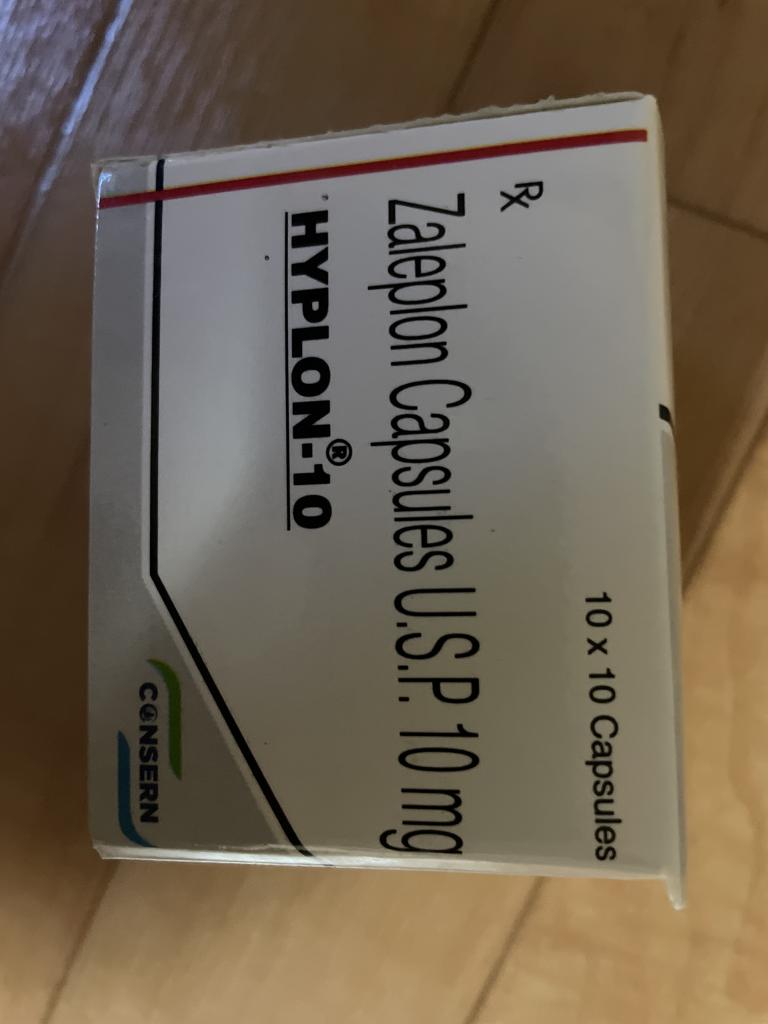 10 x 10 Capsules
Rx
Zaleplon Capsules U.S.P. 10 mg
HYPLON®-10
CONSERN